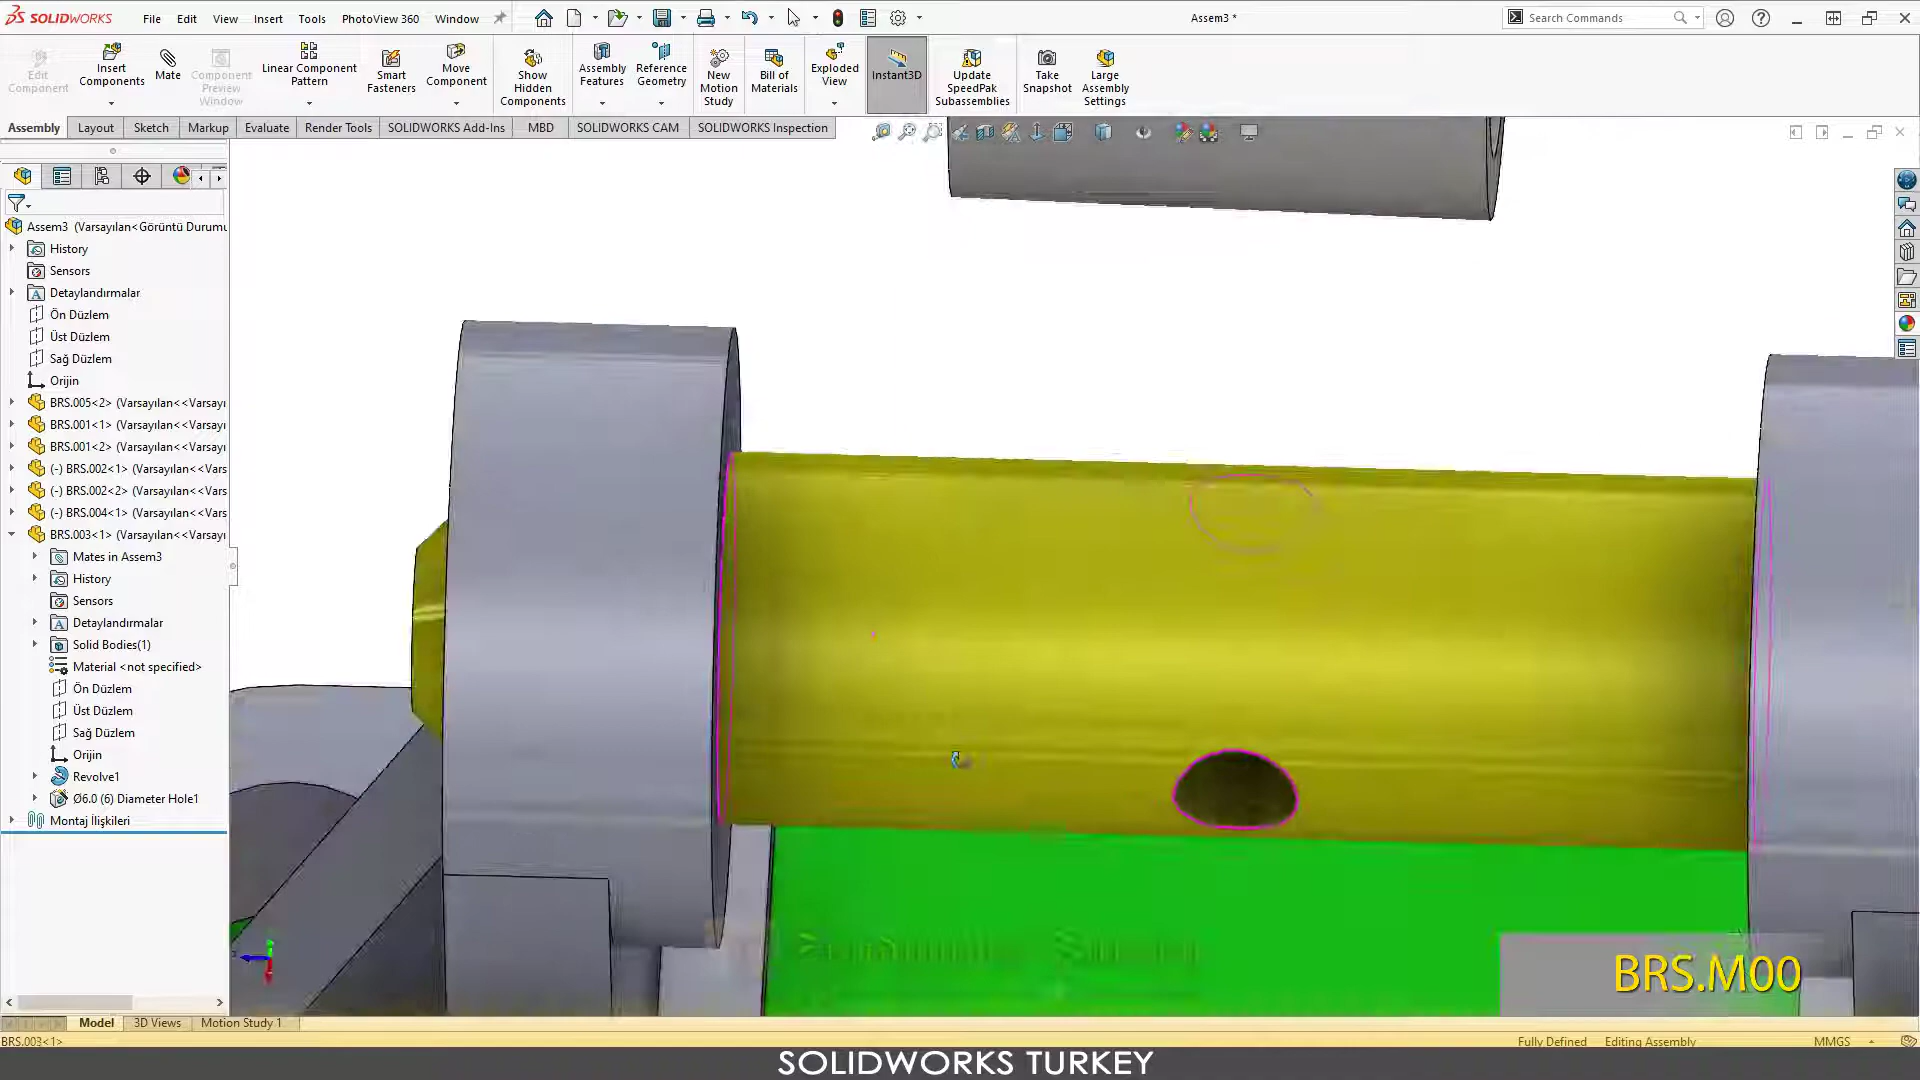 SOLIDWORKS
File Edit View Insert Tools PhotoView 360 Window
Assem3 *
Search Commands
Edit Component
Insert Components
Mate
Component Preview Window
Linear Component Pattern
Smart Fasteners
Move Component
Show Hidden Components
Assembly Features
Reference Geometry
New Motion Study
Bill of Materials
Exploded View
Instant3D
Update SpeedPak Subassemblies
Take Snapshot
Large Assembly Settings
Assembly Layout Sketch Markup Evaluate Render Tools SOLIDWORKS Add-Ins MBD SOLIDWORKS CAM SOLIDWORKS Inspection
Assem3 (Varsayılan<Görüntü Durumu
History
Sensors
Detaylandırmalar
Ön Düzlem
Üst Düzlem
Sağ Düzlem
Orijin
BRS.005<2> (Varsayılan<<Varsayı
BRS.001<1> (Varsayılan<<Varsayı
BRS.001<2> (Varsayılan<<Varsayı
(-) BRS.002<1> (Varsayılan<<Vars
(-) BRS.002<2> (Varsayılan<<Vars
(-) BRS.004<1> (Varsayılan<<Vars
BRS.003<1> (Varsayılan<<Varsayı
Mates in Assem3
History
Sensors
Detaylandırmalar
Solid Bodies(1)
Material <not specified>
Ön Düzlem
Üst Düzlem
Sağ Düzlem
Orijin
Revolve1
Ø6.0 (6) Diameter Hole1
Montaj İlişkileri
BRS.M00
Model 3D Views Motion Study 1
BRS.003<1>
Fully Defined Editing Assembly MMGS
SOLIDWORKS TURKEY